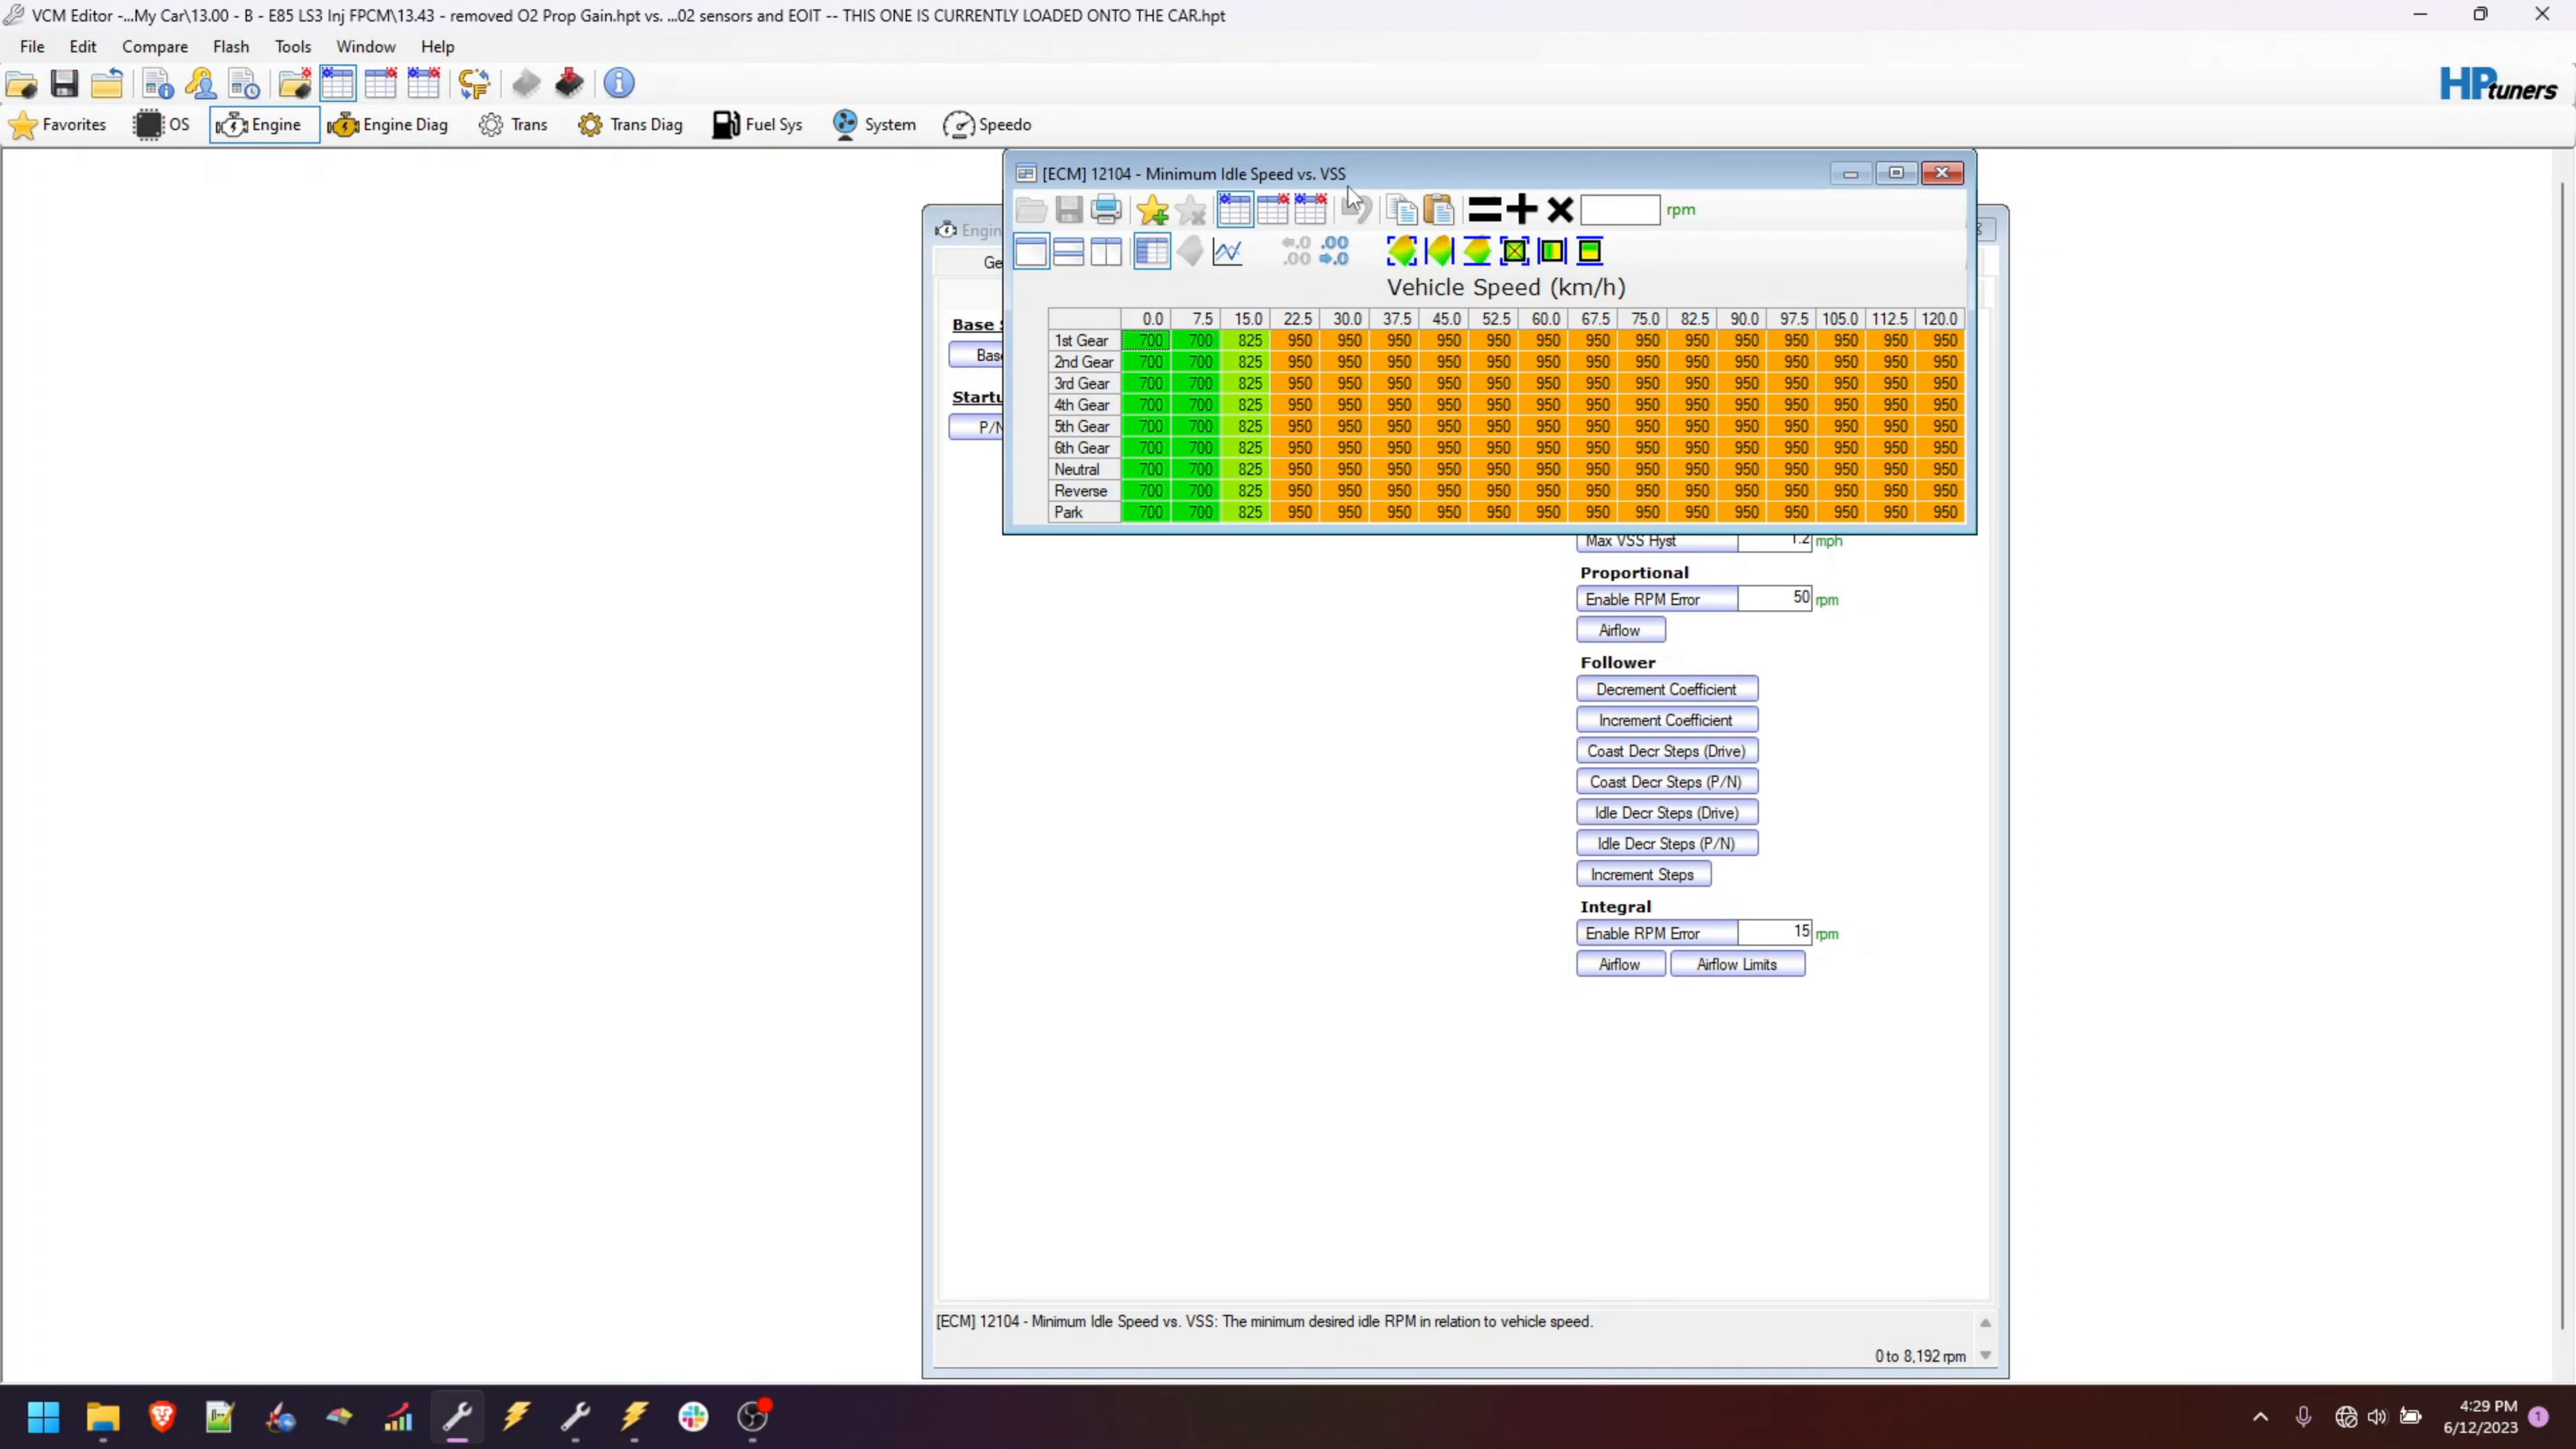 VCM Editor -...My Car\13.00 - B - E85 LS3 Inj FPCM\13.43 - removed O2 Prop Gain.hpt vs. ...02 sensors and EOIT -- THIS ONE IS CURRENTLY LOADED ONTO THE CAR.hpt
File Edit Compare Flash Tools Window Help
HPtuners
Favorites OS Engine Engine Diag Trans Trans Diag Fuel Sys System Speedo
[ECM] 12104 - Minimum Idle Speed vs. VSS
rpm
Engin
Ge
Vehicle Speed (km/h)
0.0 7.5 15.0 22.5 30.0 37.5 45.0 52.5 60.0 67.5 75.0 82.5 90.0 97.5 105.0 112.5 120.0
1st Gear 700 700 825 950 950 950 950 950 950 950 950 950 950 950 950 950 950
2nd Gear 700 700 825 950 950 950 950 950 950 950 950 950 950 950 950 950 950
3rd Gear 700 700 825 950 950 950 950 950 950 950 950 950 950 950 950 950 950
4th Gear 700 700 825 950 950 950 950 950 950 950 950 950 950 950 950 950 950
5th Gear 700 700 825 950 950 950 950 950 950 950 950 950 950 950 950 950 950
6th Gear 700 700 825 950 950 950 950 950 950 950 950 950 950 950 950 950 950
Neutral 700 700 825 950 950 950 950 950 950 950 950 950 950 950 950 950 950
Reverse 700 700 825 950 950 950 950 950 950 950 950 950 950 950 950 950 950
Park 700 700 825 950 950 950 950 950 950 950 950 950 950 950 950 950 950
Base
Base
Startu
P/N
Max VSS Hyst 1.2 mph
Proportional
Enable RPM Error 50 rpm
Airflow
Follower
Decrement Coefficient
Increment Coefficient
Coast Decr Steps (Drive)
Coast Decr Steps (P/N)
Idle Decr Steps (Drive)
Idle Decr Steps (P/N)
Increment Steps
Integral
Enable RPM Error 15 rpm
Airflow Airflow Limits
[ECM] 12104 - Minimum Idle Speed vs. VSS: The minimum desired idle RPM in relation to vehicle speed.
0 to 8,192 rpm
4:29 PM
6/12/2023
1